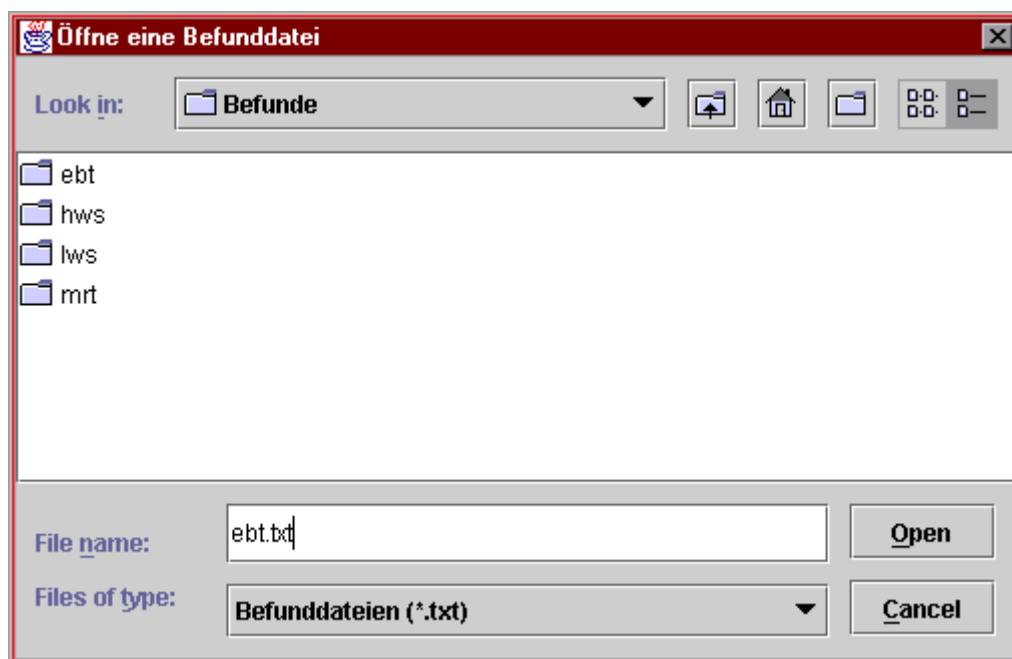 Öffne eine Befunddatei
Look in: Befunde
ebt
hws
lws
mrt
File name: ebt.txt Open
Files of type: Befunddateien (*.txt) Cancel